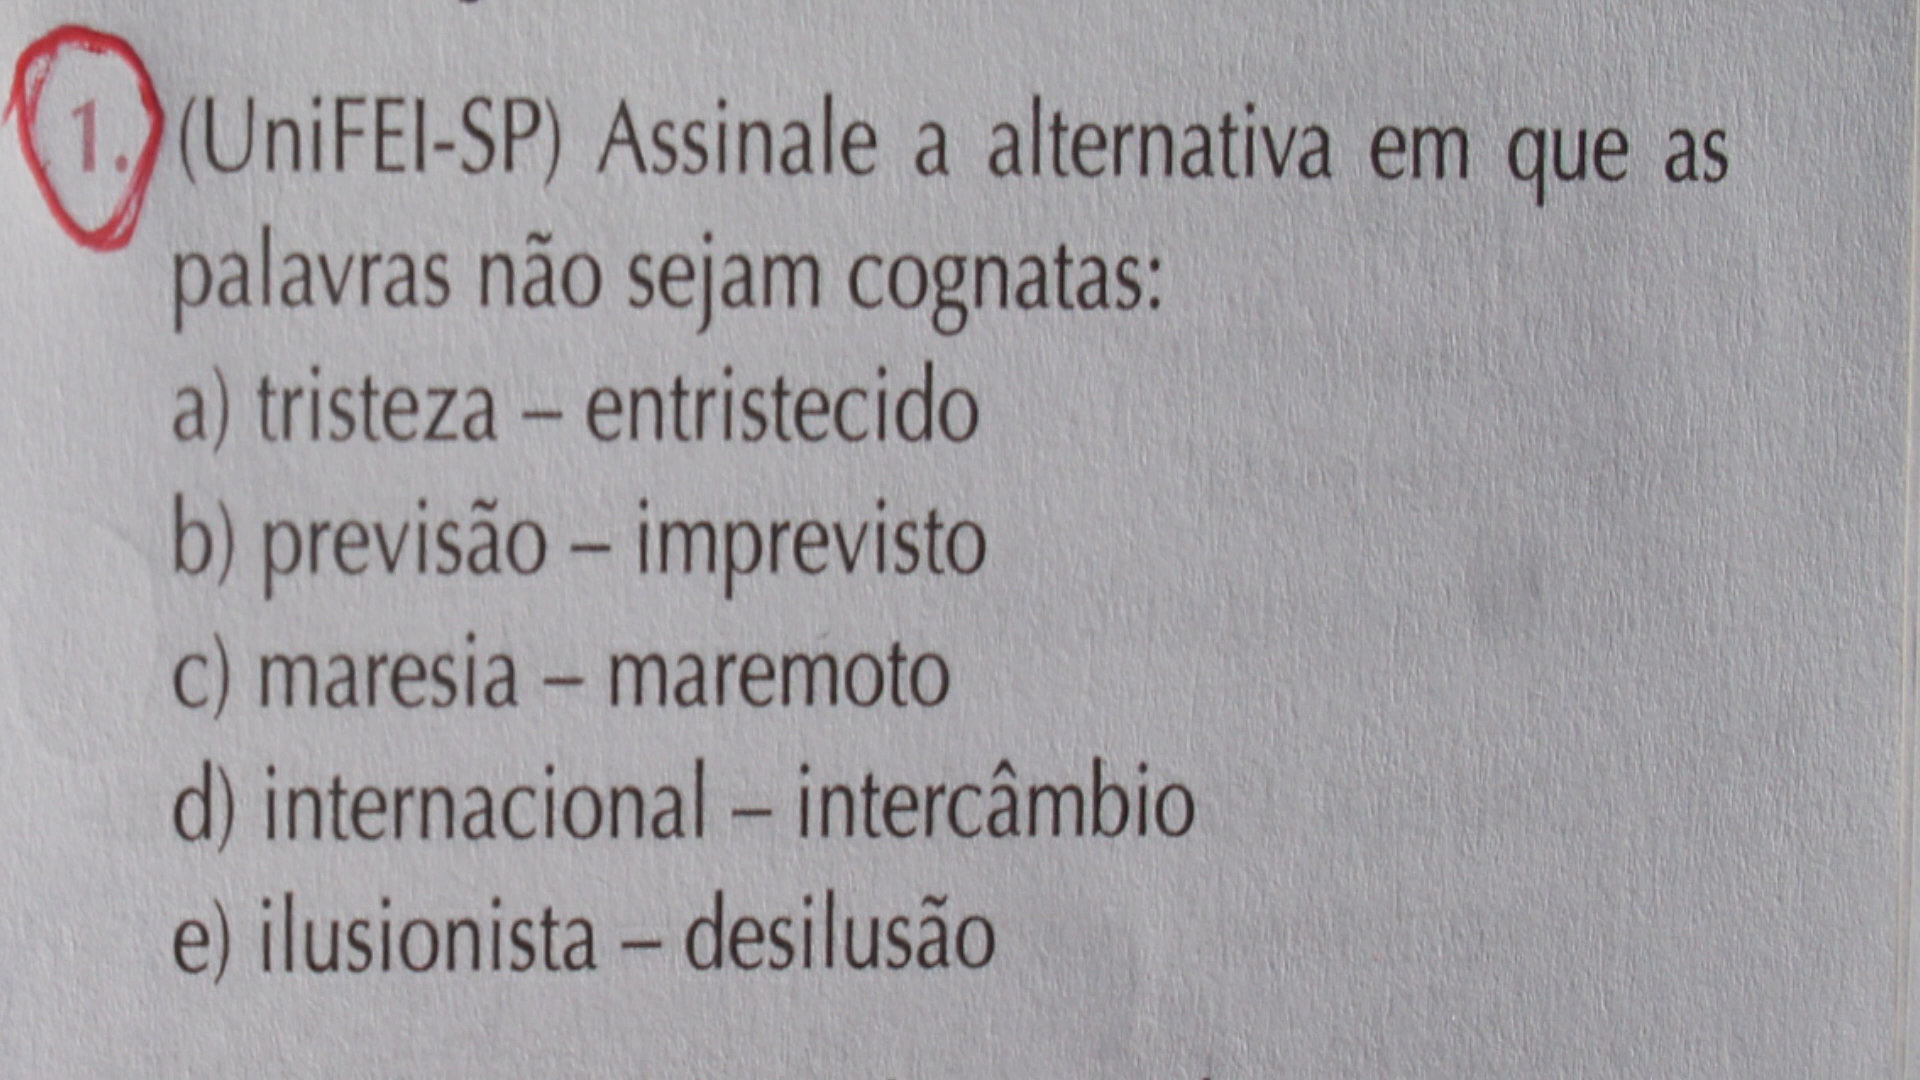 1. (UniFEI-SP) Assinale a alternativa em que as
palavras não sejam cognatas:
a) tristeza – entristecido
b) previsão – imprevisto
c) maresia – maremoto
d) internacional – intercâmbio
e) ilusionista – desilusão